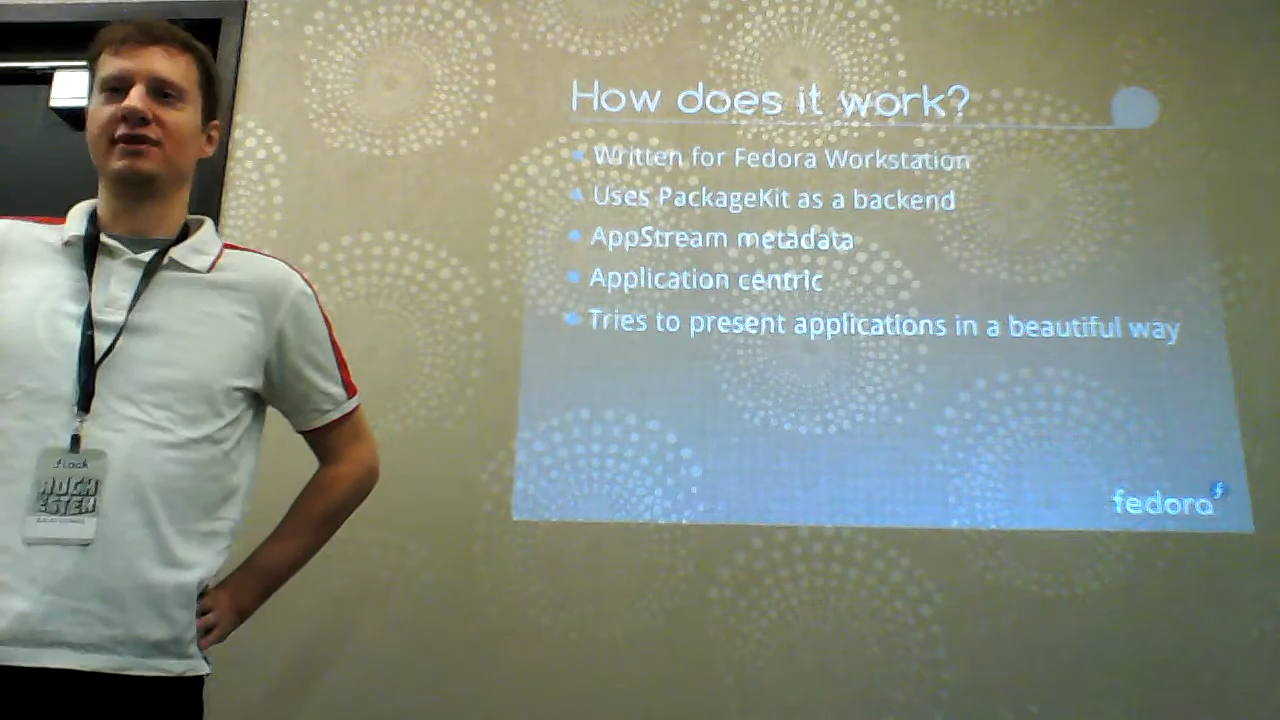 How does it work?
Written for Fedora Workstation
Uses PackageKit as a backend
AppStream metadata
Application centric
Tries to present applications in a beautiful way
fedora
flock